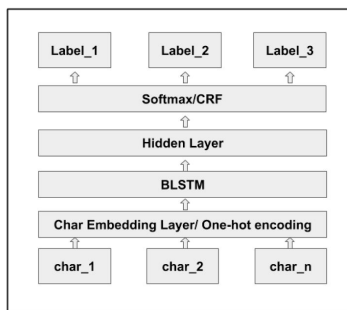 Label_1 Label_2 Label_3
Softmax/CRF
Hidden Layer
BLSTM
Char Embedding Layer/ One-hot encoding
char_1 char_2 char_n